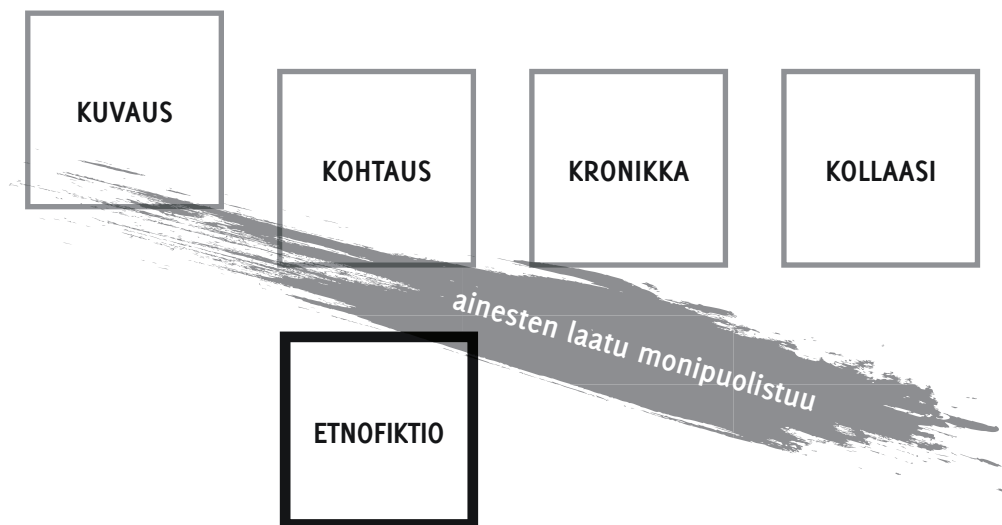 KUVAUS
KOHTAUS
KRONIKKA
KOLLAASI
ainesten laatu monipuolistuu
ETNOFIKTIO